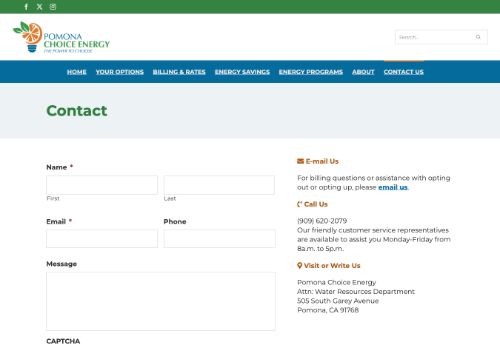 POMONA
CHOICE ENERGY
THE POWER TO CHOOSE
Search...
HOME YOUR OPTIONS BILLING & RATES ENERGY SAVINGS ENERGY PROGRAMS ABOUT CONTACT US
Contact
Name *
First Last
Email * Phone
Message
CAPTCHA
E-mail Us
For billing questions or assistance with opting
out or opting up, please email us.
Call Us
(909) 620-2079
Our friendly customer service representatives
are available to assist you Monday-Friday from
8a.m. to 5p.m.
Visit or Write Us
Pomona Choice Energy
Attn: Water Resources Department
505 South Garey Avenue
Pomona, CA 91768